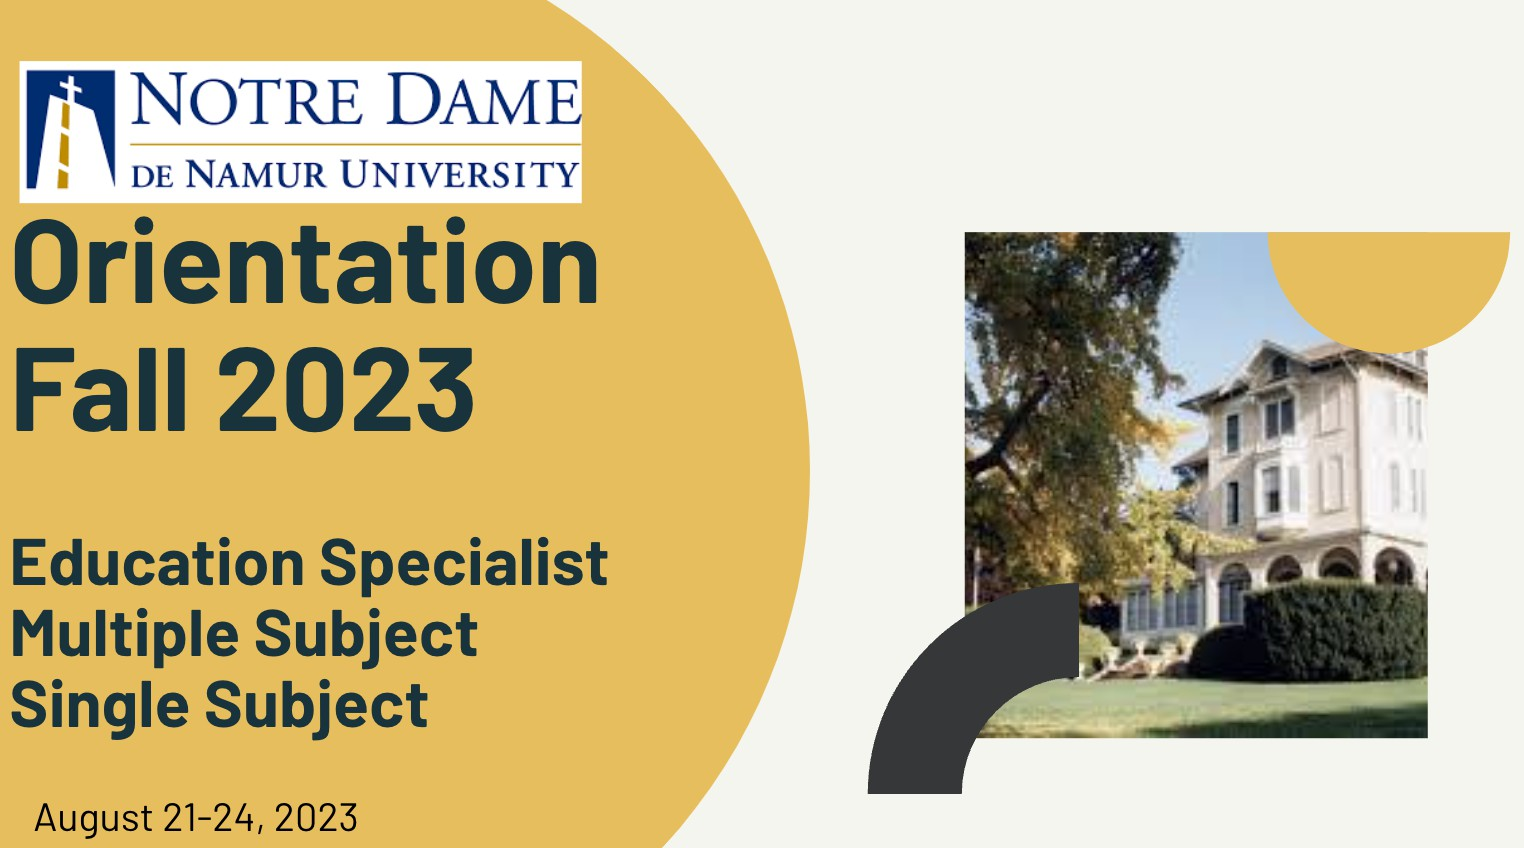 NOTRE DAME
DE NAMUR UNIVERSITY
Orientation
Fall 2023
Education Specialist
Multiple Subject
Single Subject
August 21-24, 2023